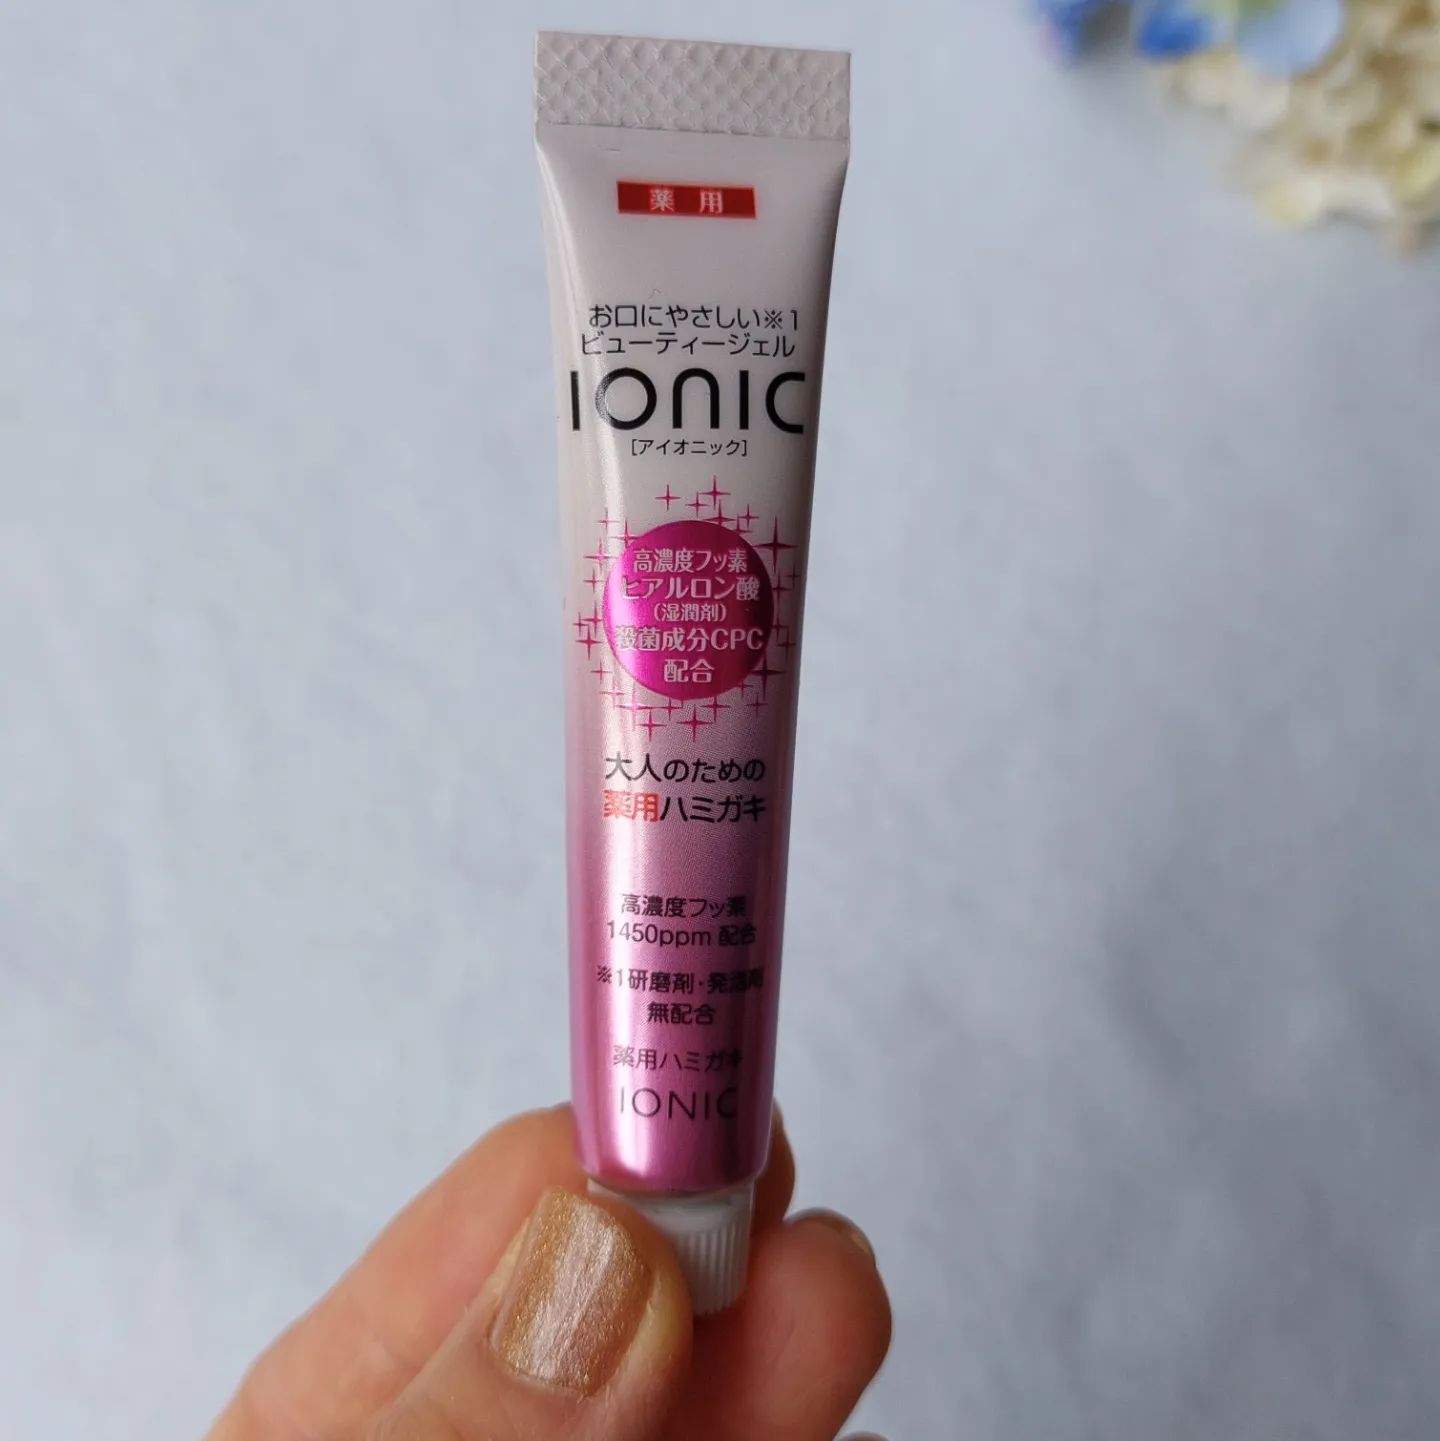 薬用
お口にやさしい※1
ビューティージェル
IONIC
[アイオニック]
高濃度フッ素
ヒアルロン酸
(湿潤剤)
殺菌成分CPC
配合
大人のための
薬用ハミガキ
高濃度フッ素
1450ppm 配合
※1研磨剤・発泡剤
無配合
薬用ハミガキ
IONIC